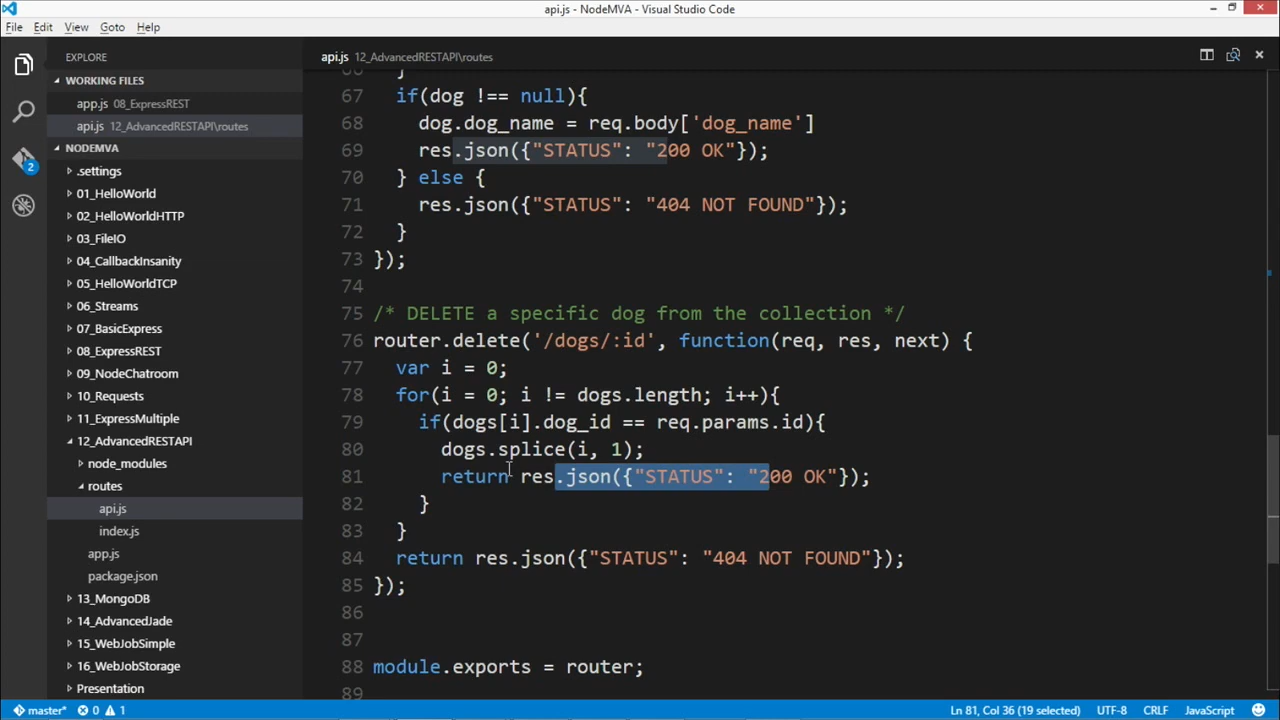 api.js - NodeMVA - Visual Studio Code
File Edit View Goto Help
EXPLORE
WORKING FILES
app.js 08_ExpressREST
api.js 12_AdvancedRESTAPI\routes
NODEMVA
.settings
01_HelloWorld
02_HelloWorldHTTP
03_FileIO
04_CallbackInsanity
05_HelloWorldTCP
06_Streams
07_BasicExpress
08_ExpressREST
09_NodeChatroom
10_Requests
11_ExpressMultiple
12_AdvancedRESTAPI
node_modules
routes
api.js
index.js
app.js
package.json
13_MongoDB
14_AdvancedJade
15_WebJobSimple
16_WebJobStorage
Presentation
2
api.js 12_AdvancedRESTAPI\routes
66 }
67 if(dog !== null){
68 dog.dog_name = req.body['dog_name']
69 res.json({"STATUS": "200 OK"});
70 } else {
71 res.json({"STATUS": "404 NOT FOUND"});
72 }
73 });
74
75 /* DELETE a specific dog from the collection */
76 router.delete('/dogs/:id', function(req, res, next) {
77 var i = 0;
78 for(i = 0; i != dogs.length; i++){
79 if(dogs[i].dog_id == req.params.id){
80 dogs.splice(i, 1);
81 return res.json({"STATUS": "200 OK"});
82 }
83 }
84 return res.json({"STATUS": "404 NOT FOUND"});
85 });
86
87
88 module.exports = router;
89
master* 0 1 Ln 81, Col 36 (19 selected) UTF-8 CRLF JavaScript